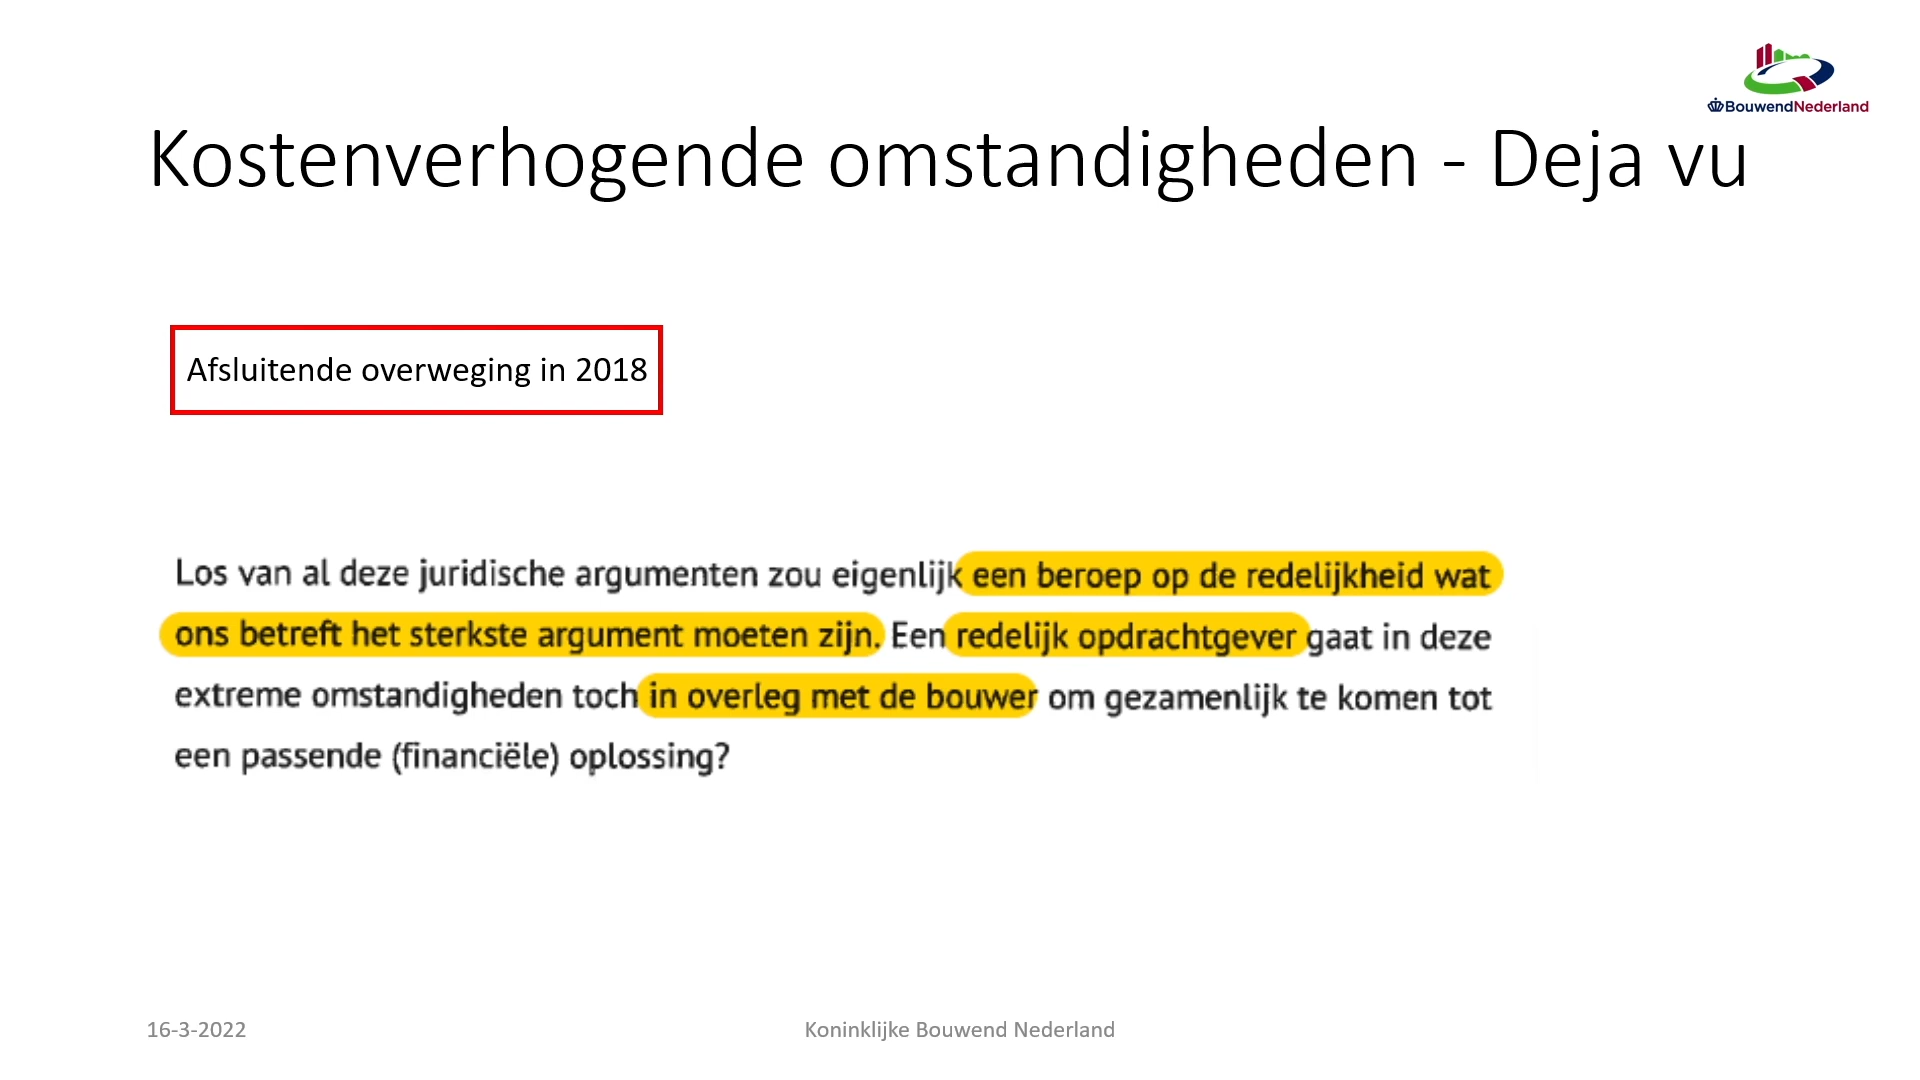 BouwendNederland
Kostenverhogende omstandigheden - Deja vu
Afsluitende overweging in 2018
Los van al deze juridische argumenten zou eigenlijk een beroep op de redelijkheid wat
ons betreft het sterkste argument moeten zijn. Een redelijk opdrachtgever gaat in deze
extreme omstandigheden toch in overleg met de bouwer om gezamenlijk te komen tot
een passende (financiële) oplossing?
16-3-2022
Koninklijke Bouwend Nederland